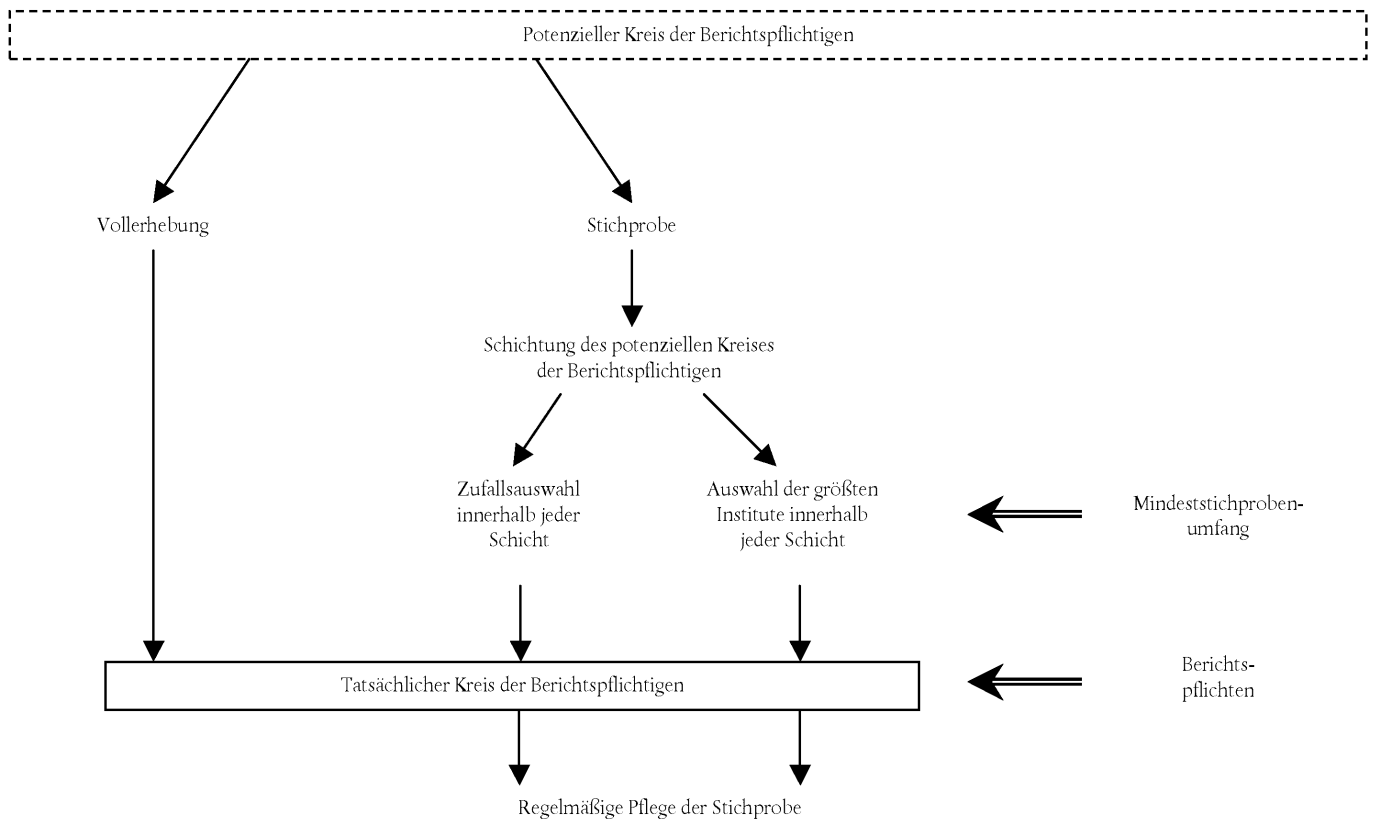 Potenzieller Kreis der Berichtspflichtigen
Vollerhebung
Stichprobe
Schichtung des potenziellen Kreises
der Berichtspflichtigen
Zufallsauswahl
innerhalb jeder
Schicht
Auswahl der größten
Institute innerhalb
jeder Schicht
Mindeststichproben-
umfang
Tatsächlicher Kreis der Berichtspflichtigen
Berichts-
pflichten
Regelmäßige Pflege der Stichprobe